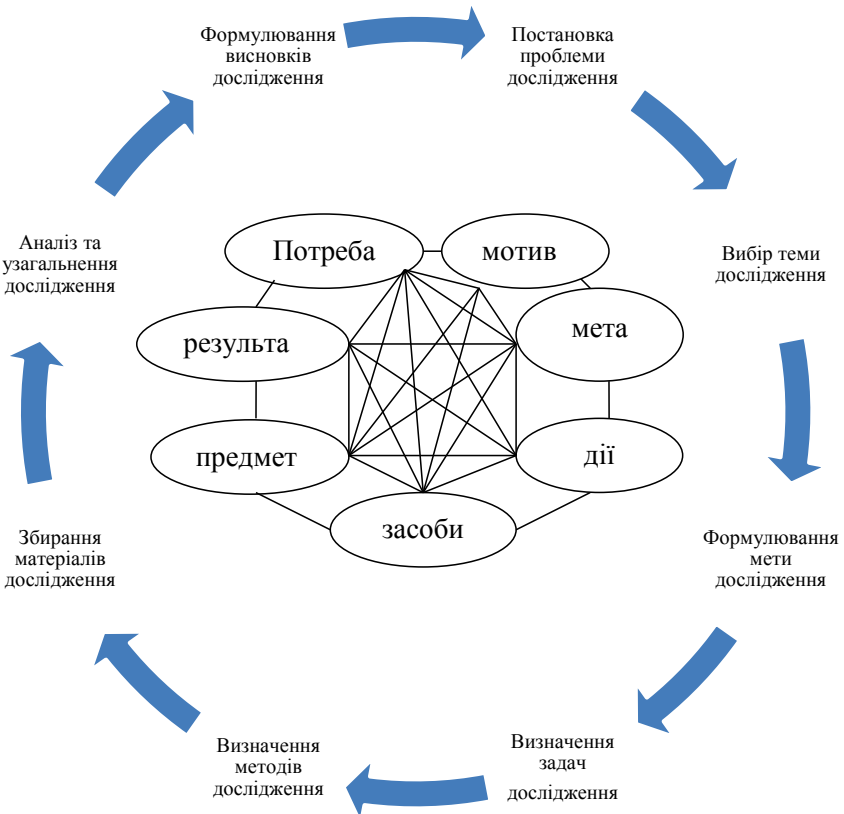 Формулювання
висновків
дослідження
Постановка
проблеми
дослідження
Вибір теми
дослідження
Формулювання
мети
дослідження
Визначення
задач
дослідження
Визначення
методів
дослідження
Збирання
матеріалів
дослідження
Аналіз та
узагальнення
дослідження
Потреба
мотив
мета
дії
засоби
предмет
результа